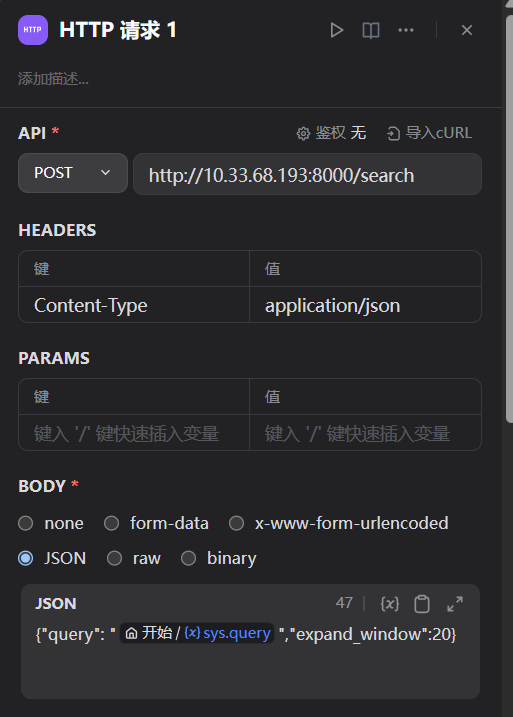 HTTP HTTP 请求 1
添加描述...
API * 鉴权 无 导入cURL
POST http://10.33.68.193:8000/search
HEADERS
键 值
Content-Type application/json
PARAMS
键 值
键入 '/' 键快速插入变量 键入 '/' 键快速插入变量
BODY *
none form-data x-www-form-urlencoded
JSON raw binary
JSON 47 {x}
{"query": " 开始 / {x} sys.query ","expand_window":20}